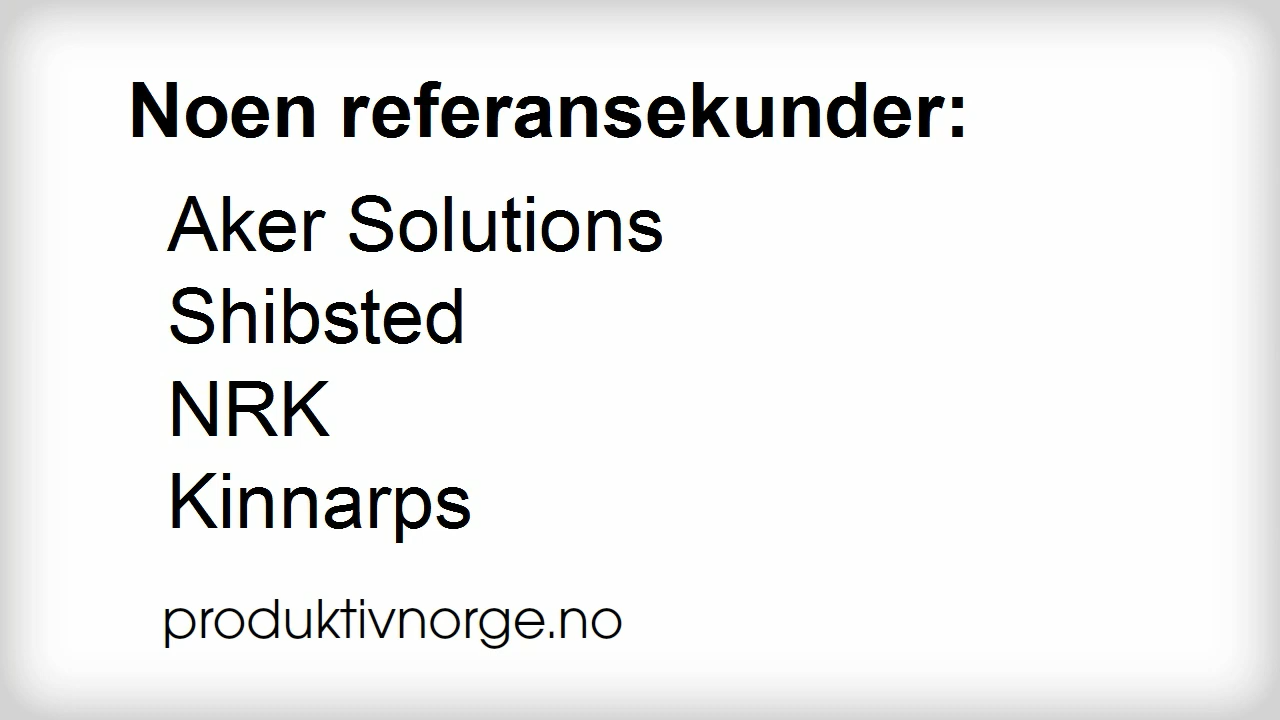 Noen referansekunder:
Aker Solutions
Shibsted
NRK
Kinnarps
produktivnorge.no